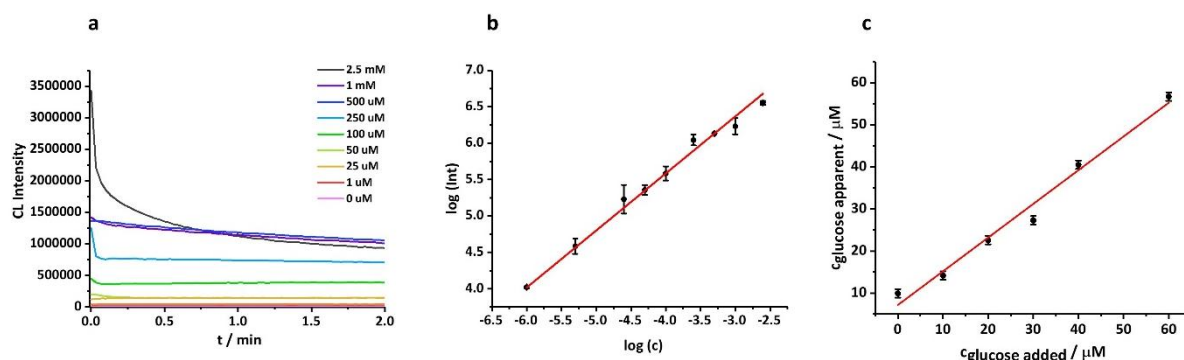 a
CL Intensity
3500000
3000000
2500000
2000000
1500000
1000000
500000
0
0.0 0.5 1.0 1.5 2.0
t / min
2.5 mM
1 mM
500 uM
250 uM
100 uM
50 uM
25 uM
1 uM
0 uM
b
log (Int)
7.0
6.5
6.0
5.5
5.0
4.5
4.0
-6.5 -6.0 -5.5 -5.0 -4.5 -4.0 -3.5 -3.0 -2.5
log (c)
c
cglucose apparent / μM
60
50
40
30
20
10
0 10 20 30 40 50 60
cglucose added / μM